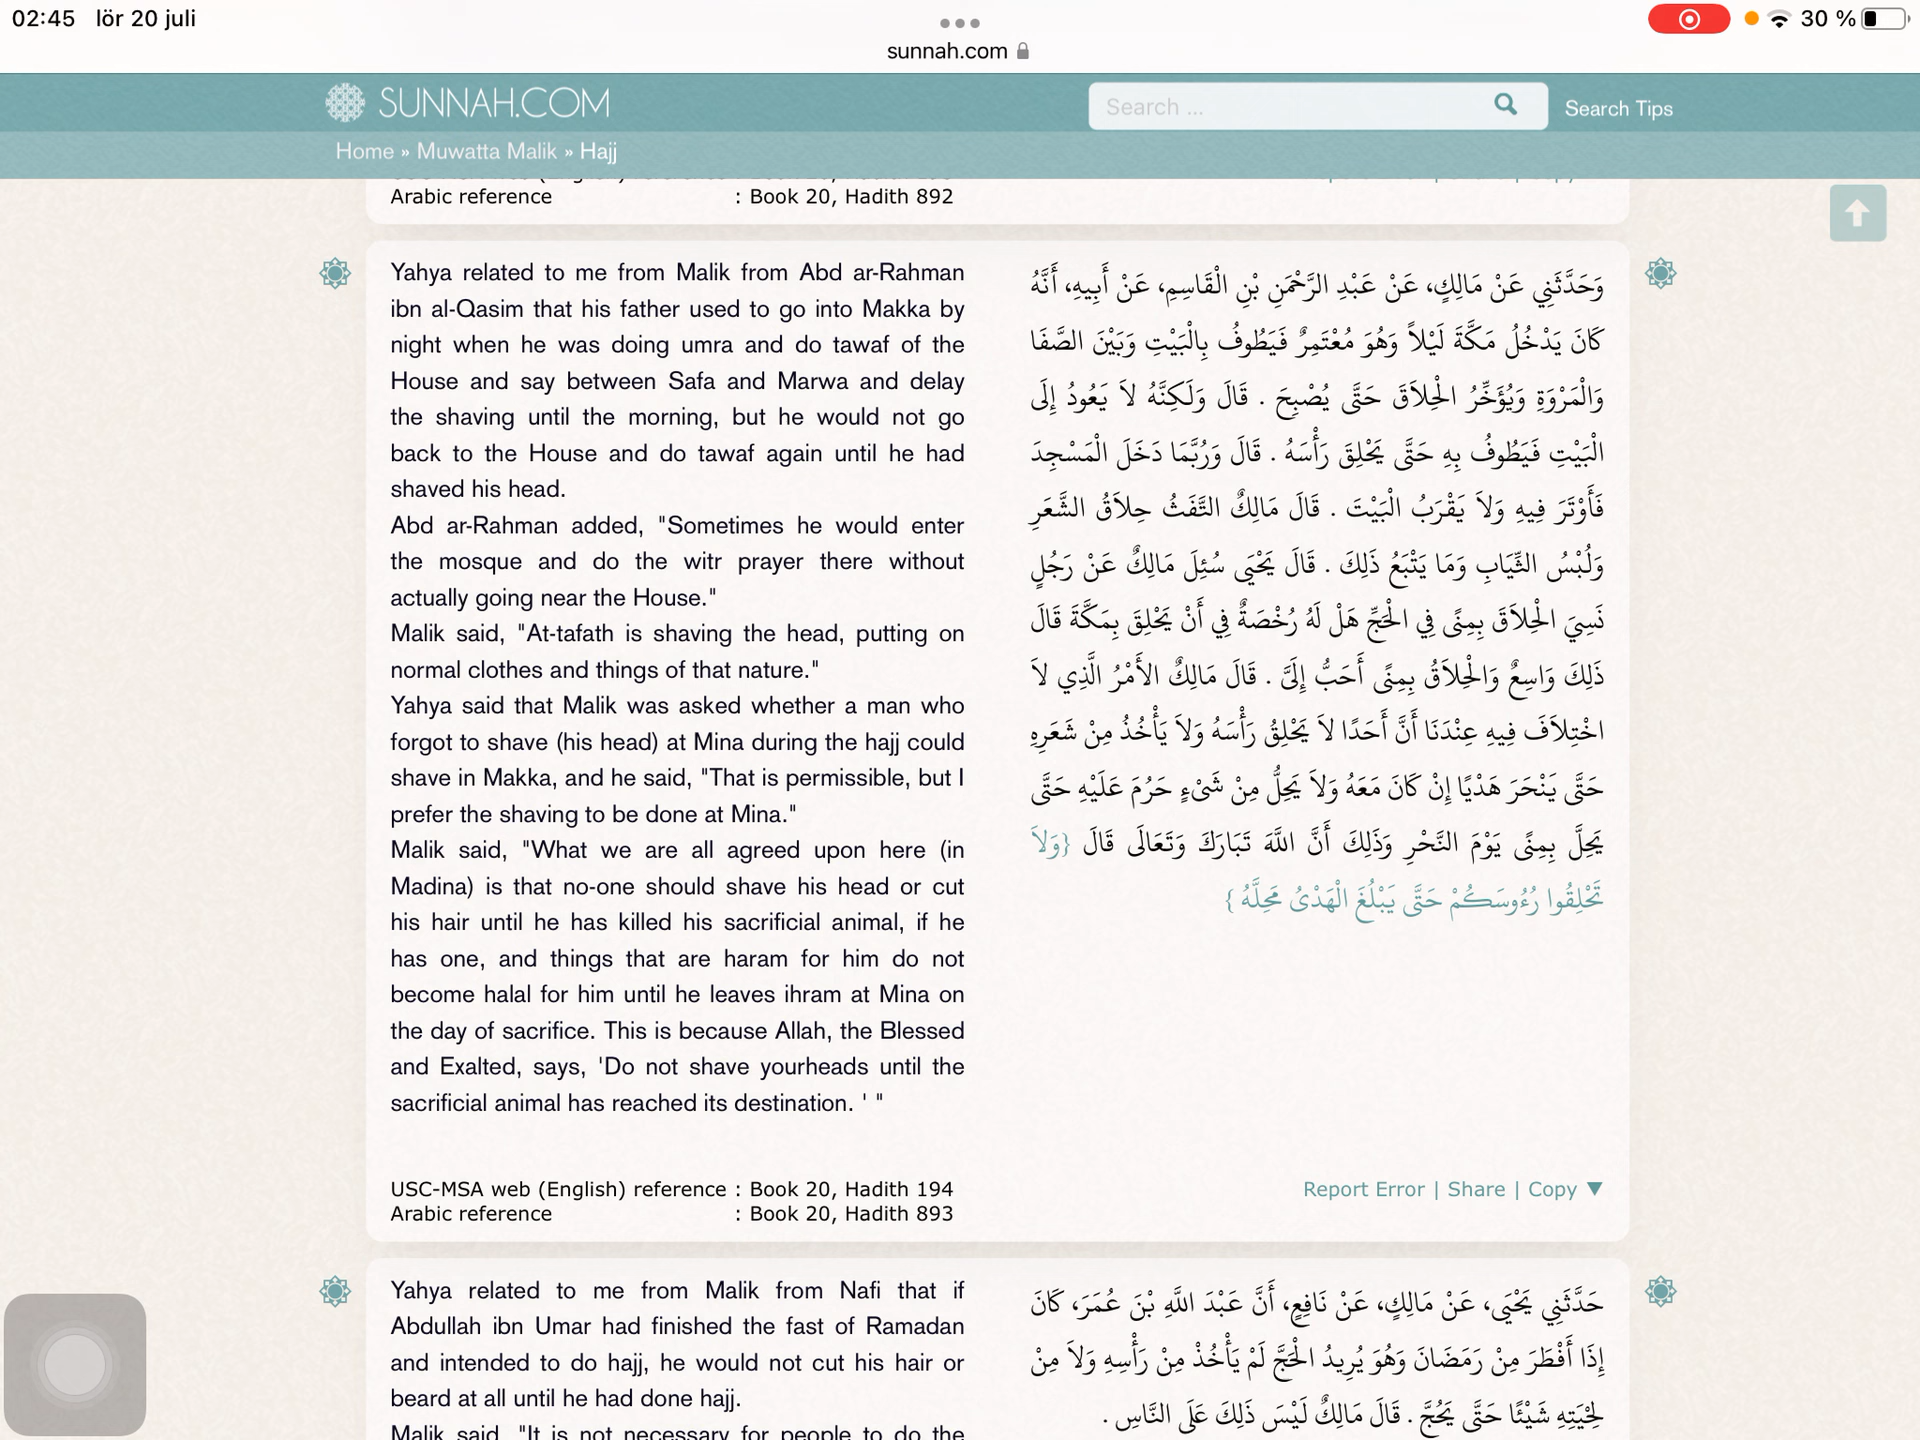 02:45 lör 20 juli
30 %
sunnah.com
SUNNAH.COM
Search ...
Search Tips
Home » Muwatta Malik » Hajj
Arabic reference : Book 20, Hadith 892
Yahya related to me from Malik from Abd ar-Rahman
ibn al-Qasim that his father used to go into Makka by
night when he was doing umra and do tawaf of the
House and say between Safa and Marwa and delay
the shaving until the morning, but he would not go
back to the House and do tawaf again until he had
shaved his head.
Abd ar-Rahman added, "Sometimes he would enter
the mosque and do the witr prayer there without
actually going near the House."
Malik said, "At-tafath is shaving the head, putting on
normal clothes and things of that nature."
Yahya said that Malik was asked whether a man who
forgot to shave (his head) at Mina during the hajj could
shave in Makka, and he said, "That is permissible, but I
prefer the shaving to be done at Mina."
Malik said, "What we are all agreed upon here (in
Madina) is that no-one should shave his head or cut
his hair until he has killed his sacrificial animal, if he
has one, and things that are haram for him do not
become halal for him until he leaves ihram at Mina on
the day of sacrifice. This is because Allah, the Blessed
and Exalted, says, 'Do not shave yourheads until the
sacrificial animal has reached its destination. ' "
وَحَدَّثَنِي عَنْ مَالِكٍ، عَنْ عَبْدِ الرَّحْمَنِ بْنِ الْقَاسِمِ، عَنْ أَبِيهِ، أَنَّهُ
كَانَ يَدْخُلُ مَكَّةَ لَيْلاً وَهُوَ مُعْتَمِرٌ فَيَطُوفُ بِالْبَيْتِ وَبَيْنَ الصَّفَا
وَالْمَرْوَةِ وَيُؤَخِّرُ الْحِلاَقَ حَتَّى يُصْبِحَ . قَالَ وَلَكِنَّهُ لاَ يَعُودُ إِلَى
الْبَيْتِ فَيَطُوفُ بِهِ حَتَّى يَحْلِقَ رَأْسَهُ . قَالَ وَرُبَّمَا دَخَلَ الْمَسْجِدَ
فَأَوْتَرَ فِيهِ وَلاَ يَقْرَبُ الْبَيْتَ . قَالَ مَالِكٌ التَّفَثُ حِلاَقُ الشَّعَرِ
وَلُبْسُ الثِّيَابِ وَمَا يَتْبَعُ ذَلِكَ . قَالَ يَحْيَى سُئِلَ مَالِكٌ عَنْ رَجُلٍ
نَسِيَ الْحِلاَقَ بِمِنًى فِي الْحَجِّ هَلْ لَهُ رُخْصَةٌ فِي أَنْ يَحْلِقَ بِمَكَّةَ قَالَ
ذَلِكَ وَاسِعٌ وَالْحِلاَقُ بِمِنًى أَحَبُّ إِلَىَّ . قَالَ مَالِكٌ الأَمْرُ الَّذِي لاَ
اخْتِلاَفَ فِيهِ عِنْدَنَا أَنَّ أَحَدًا لاَ يَحْلِقُ رَأْسَهُ وَلاَ يَأْخُذُ مِنْ شَعَرِهِ
حَتَّى يَنْحَرَ هَدْيًا إِنْ كَانَ مَعَهُ وَلاَ يَحِلُّ مِنْ شَىْءٍ حَرُمَ عَلَيْهِ حَتَّى
يَحِلَّ بِمِنًى يَوْمَ النَّحْرِ وَذَلِكَ أَنَّ اللَّهَ تَبَارَكَ وَتَعَالَى قَالَ {وَلاَ
تَحْلِقُوا رُءُوسَكُمْ حَتَّى يَبْلُغَ الْهَدْىُ مَحِلَّهُ }
USC-MSA web (English) reference : Book 20, Hadith 194
Arabic reference : Book 20, Hadith 893
Report Error | Share | Copy ▼
Yahya related to me from Malik from Nafi that if
Abdullah ibn Umar had finished the fast of Ramadan
and intended to do hajj, he would not cut his hair or
beard at all until he had done hajj.
Malik said, "It is not necessary for people to do the
حَدَّثَنِي يَحْيَى، عَنْ مَالِكٍ، عَنْ نَافِعٍ، أَنَّ عَبْدَ اللَّهِ بْنَ عُمَرَ، كَانَ
إِذَا أَفْطَرَ مِنْ رَمَضَانَ وَهُوَ يُرِيدُ الْحَجَّ لَمْ يَأْخُذْ مِنْ رَأْسِهِ وَلاَ مِنْ
لِحْيَتِهِ شَيْئًا حَتَّى يَحُجَّ . قَالَ مَالِكٌ لَيْسَ ذَلِكَ عَلَى النَّاسِ .